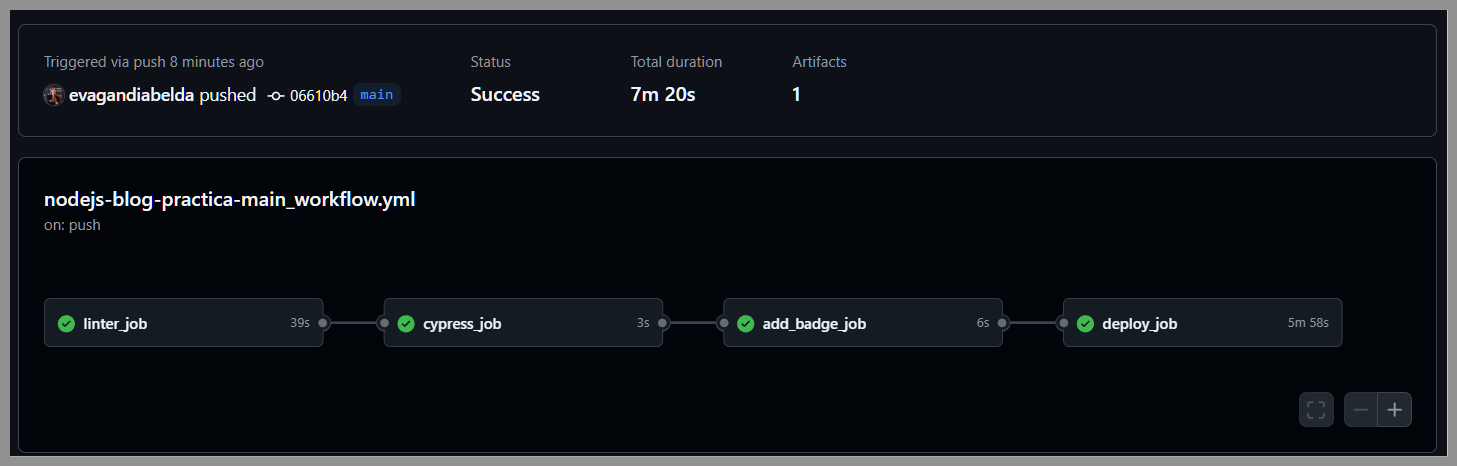 Triggered via push 8 minutes ago
evagandiabelda pushed 06610b4 main
Status
Success
Total duration
7m 20s
Artifacts
1
nodejs-blog-practica-main_workflow.yml
on: push
linter_job 39s
cypress_job 3s
add_badge_job 6s
deploy_job 5m 58s